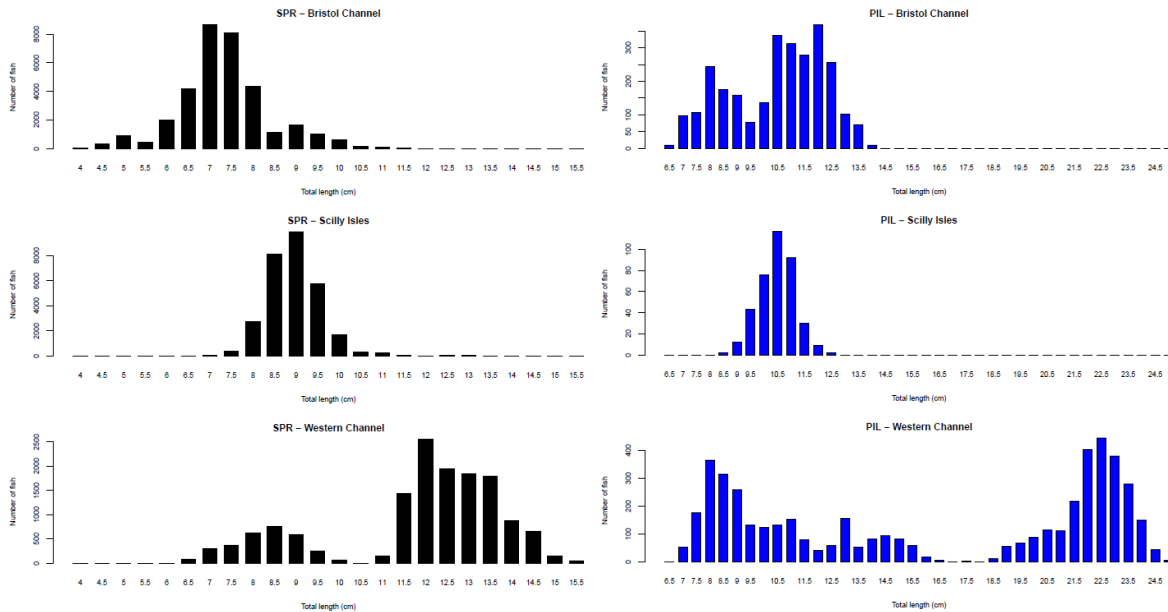 SPR – Bristol Channel
Number of fish
0 2000 4000 6000 8000
4 4.5 5 5.5 6 6.5 7 7.5 8 8.5 9 9.5 10 10.5 11 11.5 12 12.5 13 13.5 14 14.5 15 15.5
Total length (cm)
PIL – Bristol Channel
Number of fish
0 50 100 200 300
6.5 7 7.5 8 8.5 9 9.5 10.5 11.5 12.5 13.5 14.5 15.5 16.5 17.5 18.5 19.5 20.5 21.5 22.5 23.5 24.5
Total length (cm)
SPR – Scilly Isles
Number of fish
0 2000 4000 6000 8000
4 4.5 5 5.5 6 6.5 7 7.5 8 8.5 9 9.5 10 10.5 11 11.5 12 12.5 13 13.5 14 14.5 15 15.5
Total length (cm)
PIL – Scilly Isles
Number of fish
0 20 40 60 80 100
6.5 7 7.5 8 8.5 9 9.5 10.5 11.5 12.5 13.5 14.5 15.5 16.5 17.5 18.5 19.5 20.5 21.5 22.5 23.5 24.5
Total length (cm)
SPR – Western Channel
Number of fish
0 500 1000 1500 2000 2500
4 4.5 5 5.5 6 6.5 7 7.5 8 8.5 9 9.5 10 10.5 11 11.5 12 12.5 13 13.5 14 14.5 15 15.5
Total length (cm)
PIL – Western Channel
Number of fish
0 100 200 300 400
6.5 7 7.5 8 8.5 9 9.5 10.5 11.5 12.5 13.5 14.5 15.5 16.5 17.5 18.5 19.5 20.5 21.5 22.5 23.5 24.5
Total length (cm)